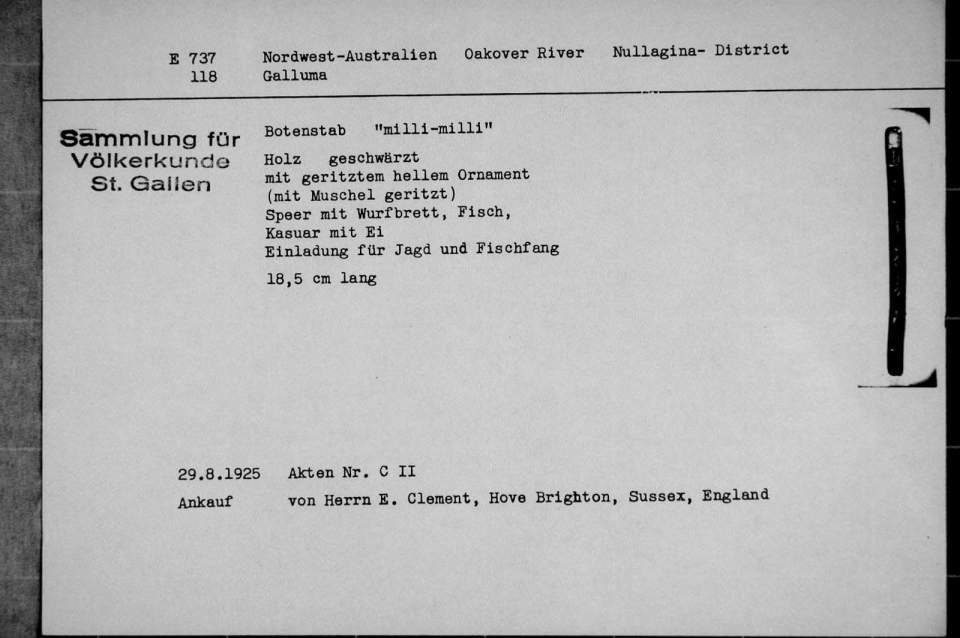 E 737 Nordwest-Australien Oakover River Nullagina- District
118 Galluma
Sammlung für
Völkerkunde
St. Gallen
Botenstab "milli-milli"
Holz geschwärzt
mit geritztem hellem Ornament
(mit Muschel geritzt)
Speer mit Wurfbrett, Fisch,
Kasuar mit Ei
Einladung für Jagd und Fischfang
18,5 cm lang
29.8.1925 Akten Nr. C II
Ankauf von Herrn E. Clement, Hove Brighton, Sussex, England